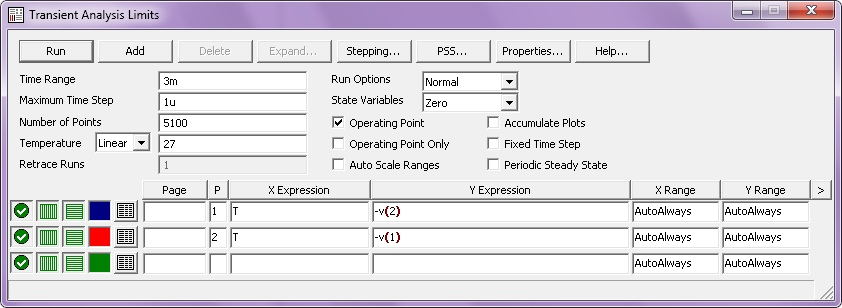 Transient Analysis Limits
Run Add Delete Expand... Stepping... PSS... Properties... Help...
Time Range 3m Run Options Normal
Maximum Time Step 1u State Variables Zero
Number of Points 5100 Operating Point Accumulate Plots
Temperature Linear 27 Operating Point Only Fixed Time Step
Retrace Runs 1 Auto Scale Ranges Periodic Steady State
Page P X Expression Y Expression X Range Y Range >
1 T -v(2) AutoAlways AutoAlways
2 T -v(1) AutoAlways AutoAlways
AutoAlways AutoAlways